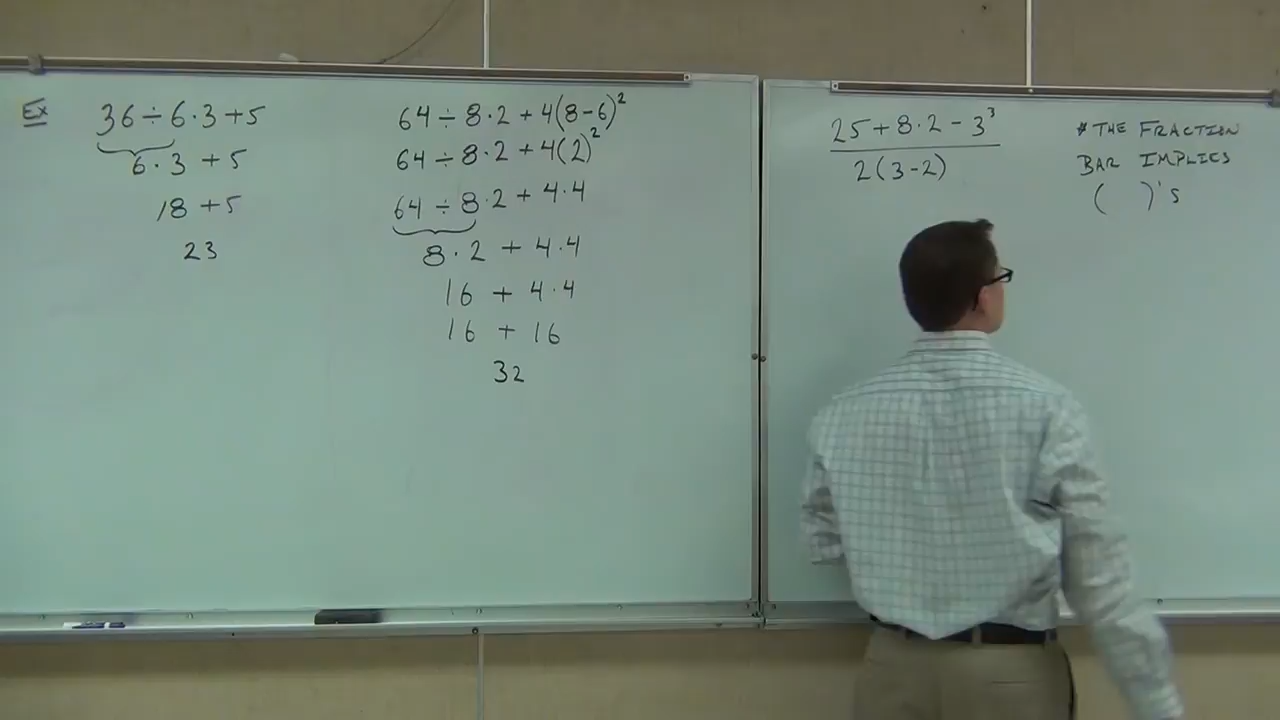 Ex
36 ÷ 6 · 3 + 5
6 · 3 + 5
18 + 5
23
64 ÷ 8 · 2 + 4(8 - 6)²
64 ÷ 8 · 2 + 4(2)²
64 ÷ 8 · 2 + 4 · 4
8 · 2 + 4 · 4
16 + 4 · 4
16 + 16
32
25 + 8 · 2 - 3³
2(3 - 2)
* THE FRACTION
BAR IMPLIES
( )'s